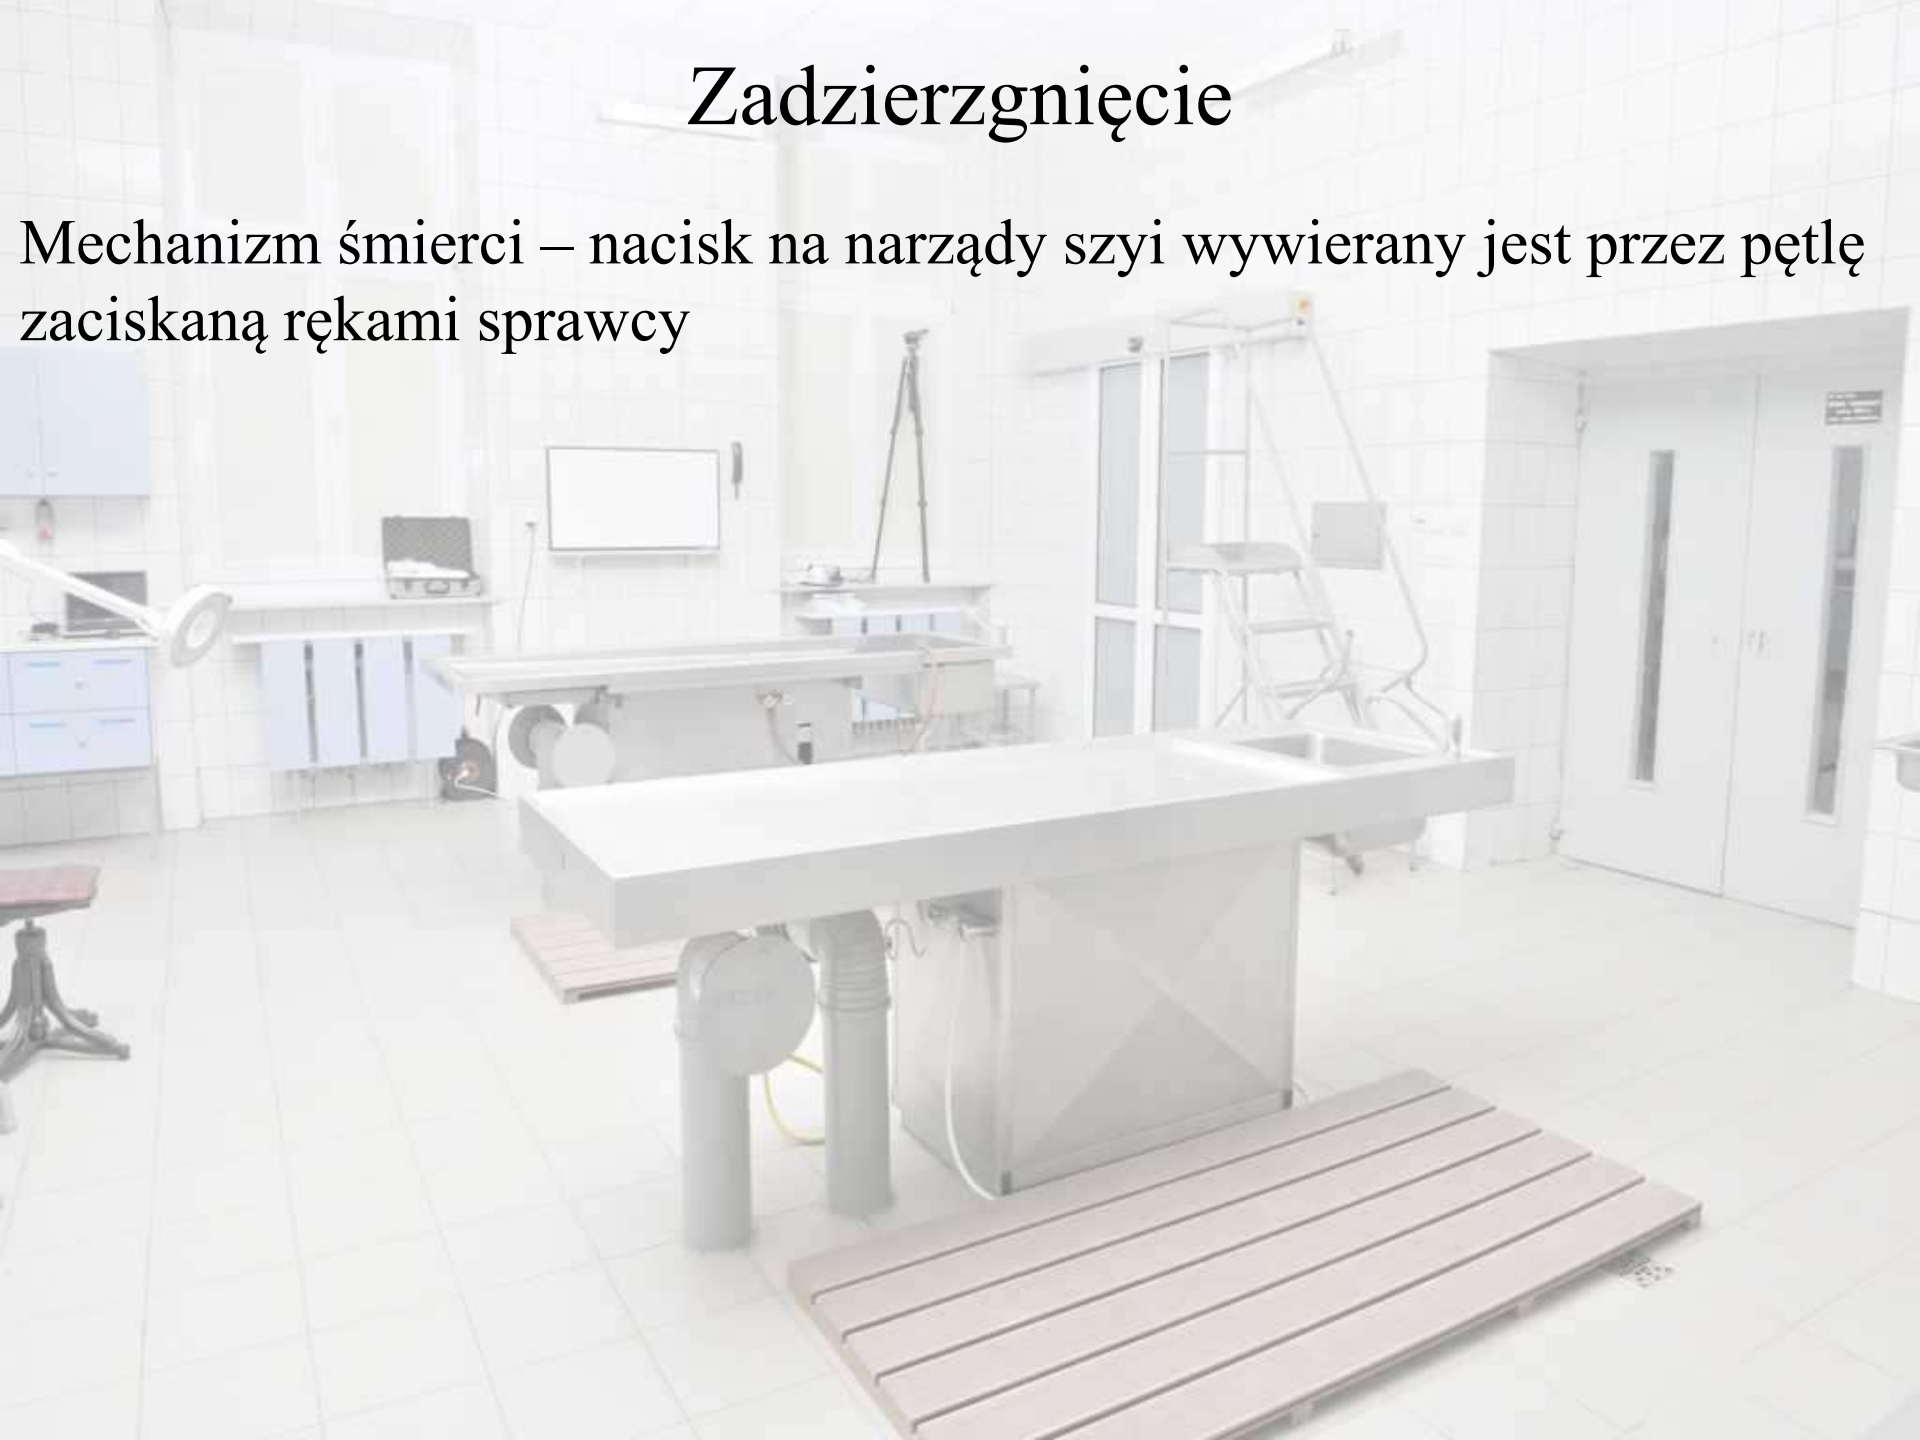 Zadzierzgnięcie
Mechanizm śmierci – nacisk na narządy szyi wywierany jest przez pętlę
zaciskaną rękami sprawcy